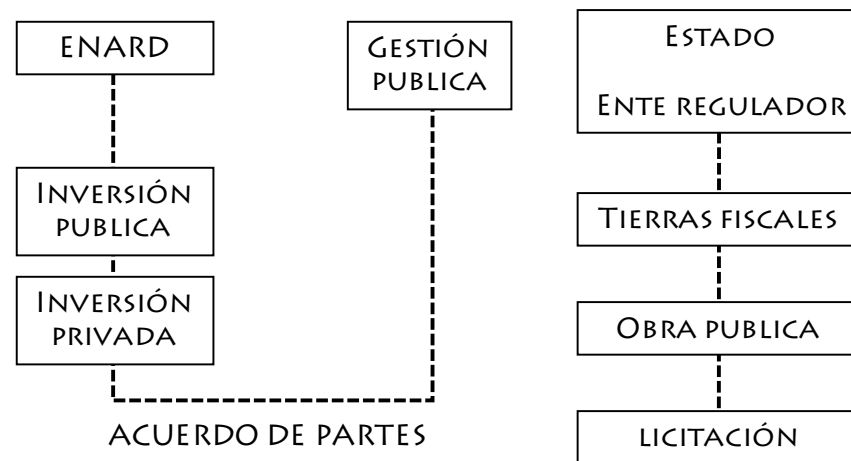 ENARD
INVERSIÓN
PUBLICA
INVERSIÓN
PRIVADA
GESTIÓN
PUBLICA
ACUERDO DE PARTES
ESTADO
ENTE REGULADOR
TIERRAS FISCALES
OBRA PUBLICA
LICITACIÓN